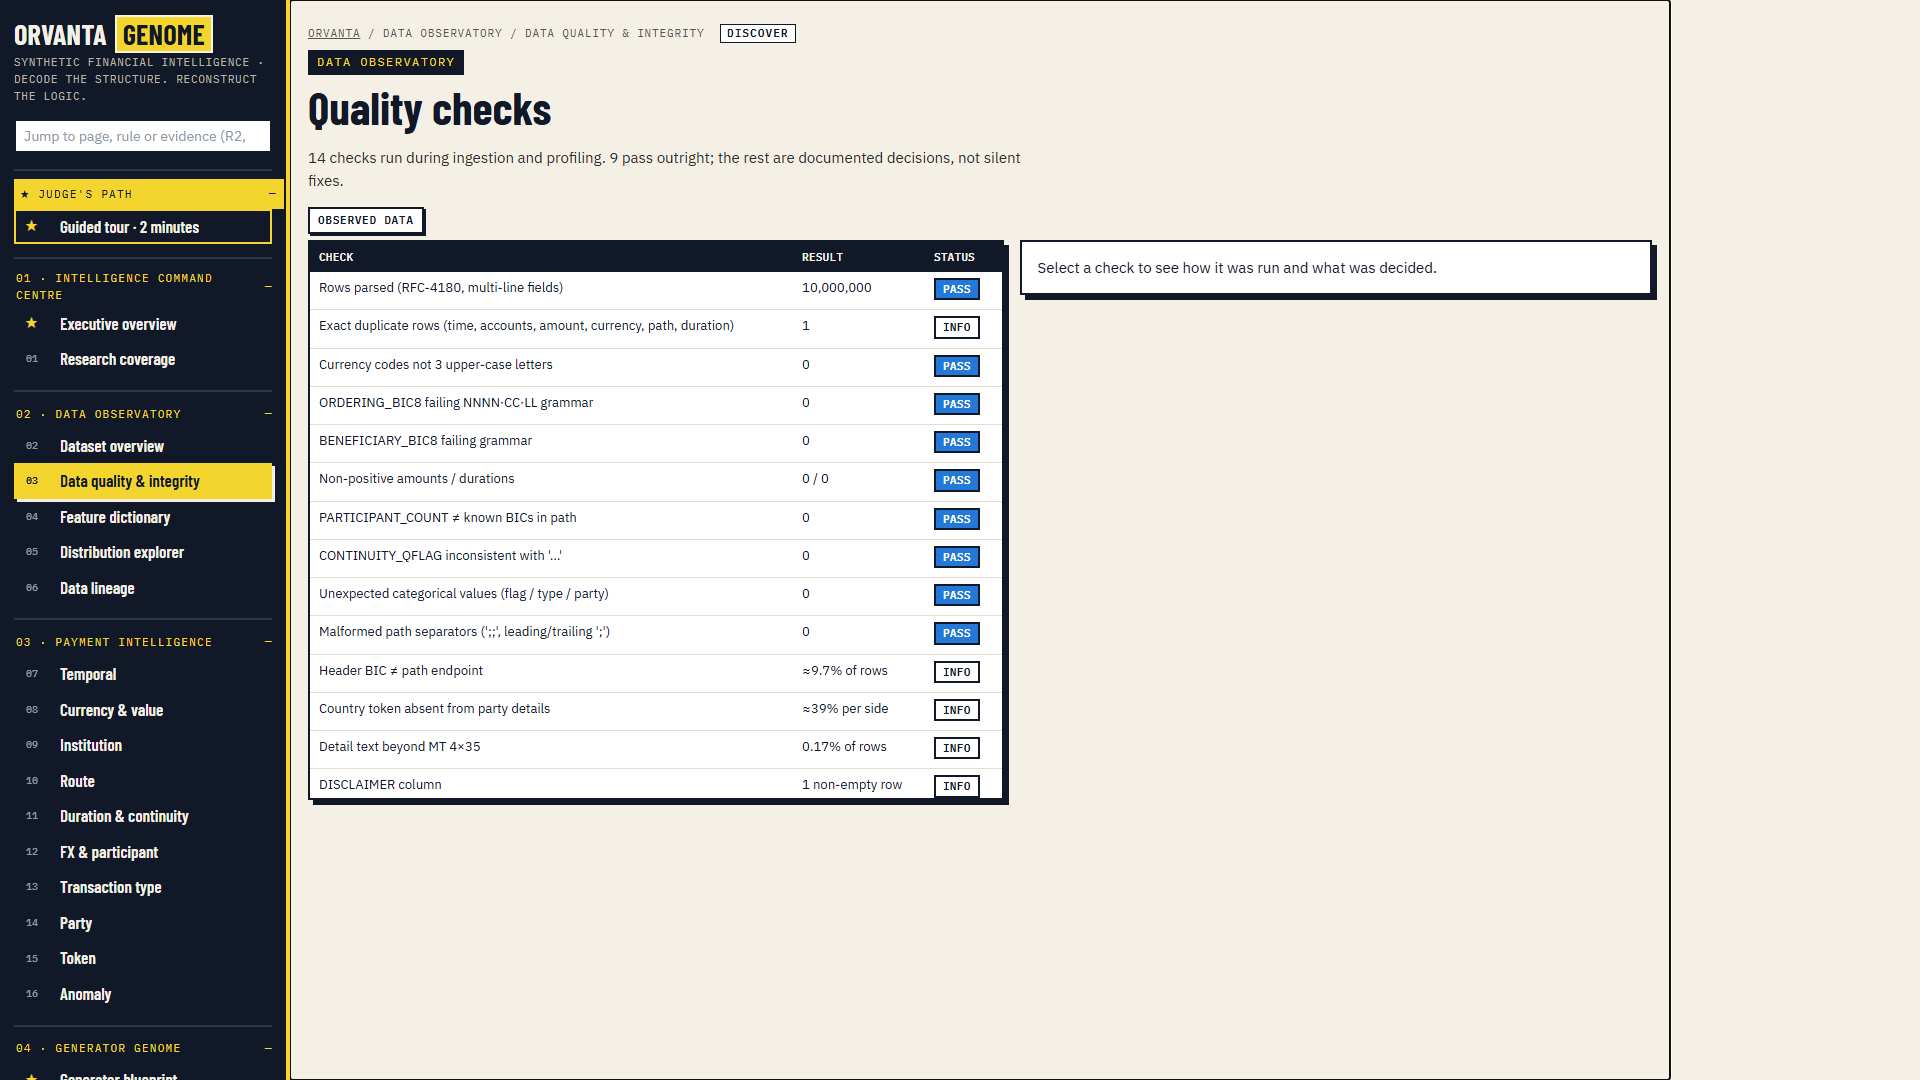 ORVANTA GENOME
SYNTHETIC FINANCIAL INTELLIGENCE ·
DECODE THE STRUCTURE. RECONSTRUCT
THE LOGIC.
Jump to page, rule or evidence (R2,
★ JUDGE'S PATH –
★ Guided tour · 2 minutes
01 · INTELLIGENCE COMMAND
CENTRE –
★ Executive overview
01 Research coverage
02 · DATA OBSERVATORY –
02 Dataset overview
03 Data quality & integrity
04 Feature dictionary
05 Distribution explorer
06 Data lineage
03 · PAYMENT INTELLIGENCE –
07 Temporal
08 Currency & value
09 Institution
10 Route
11 Duration & continuity
12 FX & participant
13 Transaction type
14 Party
15 Token
16 Anomaly
04 · GENERATOR GENOME –
★ Generator blueprint
ORVANTA / DATA OBSERVATORY / DATA QUALITY & INTEGRITY DISCOVER
DATA OBSERVATORY
Quality checks
14 checks run during ingestion and profiling. 9 pass outright; the rest are documented decisions, not silent
fixes.
OBSERVED DATA
CHECK RESULT STATUS
Rows parsed (RFC-4180, multi-line fields) 10,000,000 PASS
Exact duplicate rows (time, accounts, amount, currency, path, duration) 1 INFO
Currency codes not 3 upper-case letters 0 PASS
ORDERING_BIC8 failing NNNN·CC·LL grammar 0 PASS
BENEFICIARY_BIC8 failing grammar 0 PASS
Non-positive amounts / durations 0 / 0 PASS
PARTICIPANT_COUNT ≠ known BICs in path 0 PASS
CONTINUITY_QFLAG inconsistent with '...' 0 PASS
Unexpected categorical values (flag / type / party) 0 PASS
Malformed path separators (';;', leading/trailing ';') 0 PASS
Header BIC ≠ path endpoint ≈9.7% of rows INFO
Country token absent from party details ≈39% per side INFO
Detail text beyond MT 4×35 0.17% of rows INFO
DISCLAIMER column 1 non-empty row INFO
Select a check to see how it was run and what was decided.